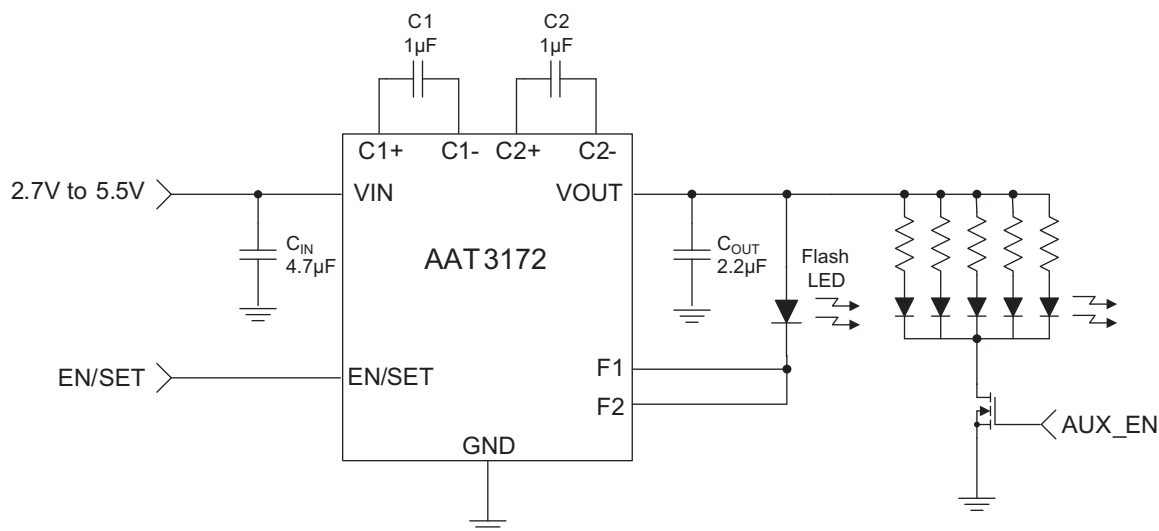 C1
1µF
C2
1µF
C1+ C1- C2+ C2-
2.7V to 5.5V
VIN
VOUT
CIN
4.7µF
AAT3172
COUT
2.2µF
Flash
LED
EN/SET
EN/SET
F1
F2
GND
AUX_EN